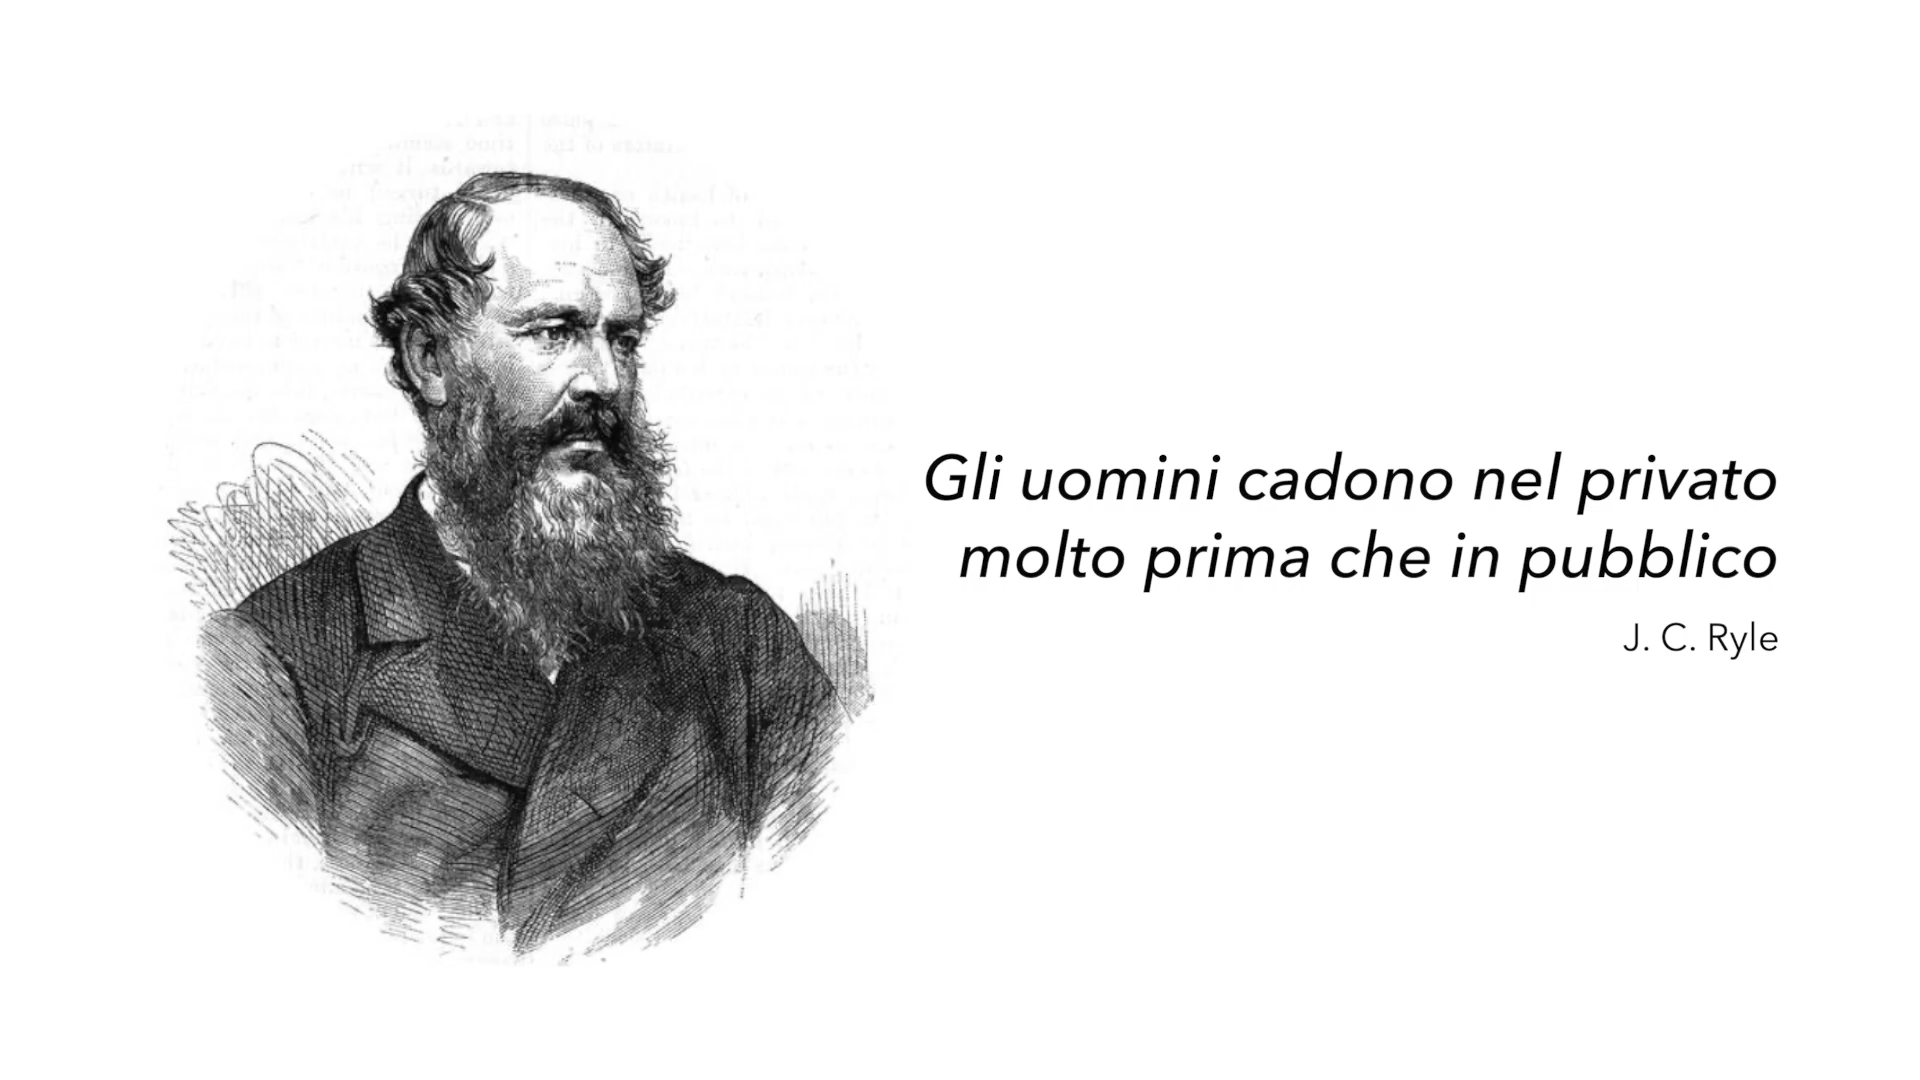 Gli uomini cadono nel privato
molto prima che in pubblico
J. C. Ryle